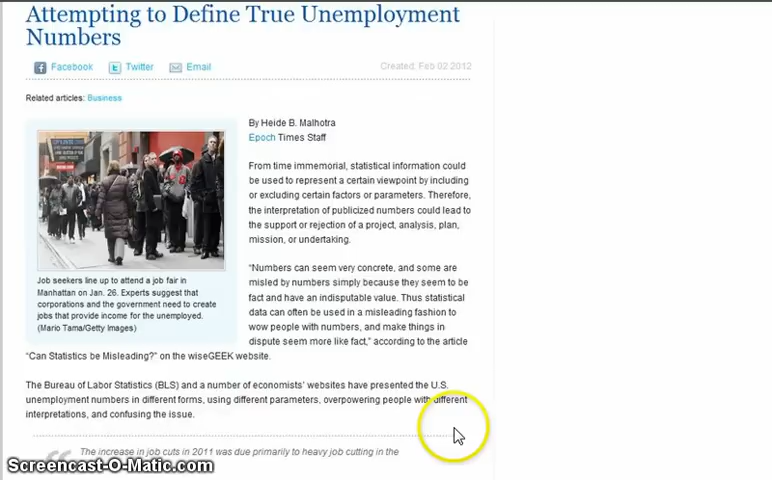 Attempting to Define True Unemployment
Numbers
Facebook Twitter Email Created: Feb 02 2012
Related articles: Business
By Heide B. Malhotra
Epoch Times Staff
From time immemorial, statistical information could
be used to represent a certain viewpoint by including
or excluding certain factors or parameters. Therefore,
the interpretation of publicized numbers could lead to
the support or rejection of a project, analysis, plan,
mission, or undertaking.
Job seekers line up to attend a job fair in
Manhattan on Jan. 26. Experts suggest that
corporations and the government need to create
jobs that provide income for the unemployed.
(Mario Tama/Getty Images)
“Numbers can seem very concrete, and some are
misled by numbers simply because they seem to be
fact and have an indisputable value. Thus statistical
data can often be used in a misleading fashion to
wow people with numbers, and make things in
dispute seem more like fact,” according to the article
“Can Statistics be Misleading?” on the wiseGEEK website.
The Bureau of Labor Statistics (BLS) and a number of economists’ websites have presented the U.S.
unemployment numbers in different forms, using different parameters, overpowering people with different
interpretations, and confusing the issue.
The increase in job cuts in 2011 was due primarily to heavy job cutting in the
Screencast-O-Matic.com